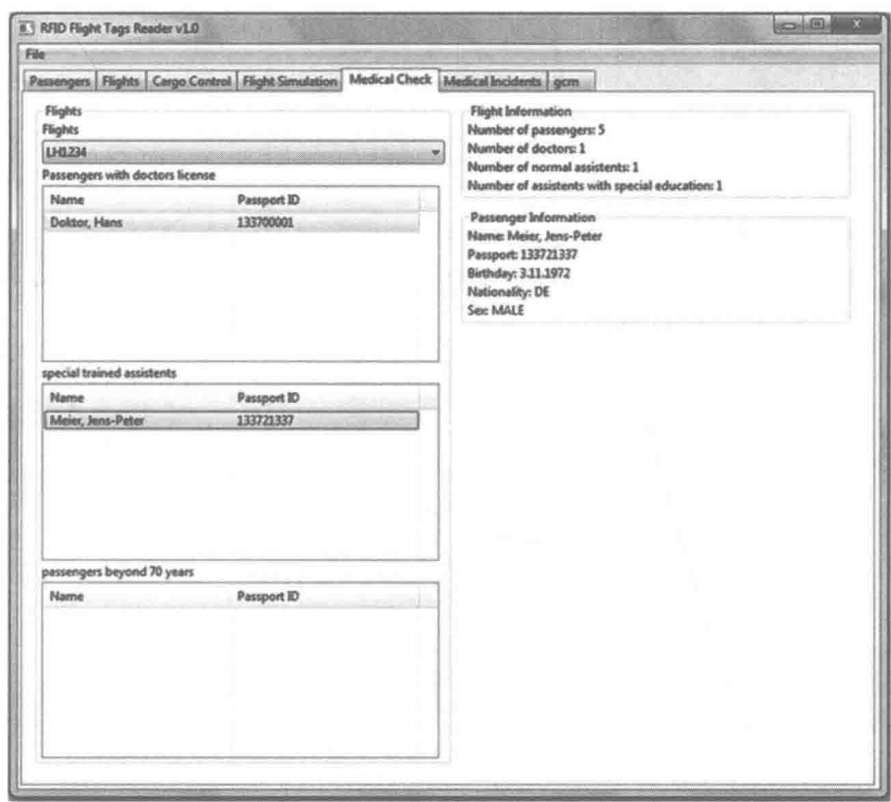 RFID Flight Tags Reader v1.0
File
Passengers Flights Cargo Control Flight Simulation Medical Check Medical Incidents gcm
Flights
Flights
LH1234
Passengers with doctors license
Name Passport ID
Doktor, Hans 133700001
special trained assistents
Name Passport ID
Meier, Jens-Peter 133721337
passengers beyond 70 years
Name Passport ID
Flight Information
Number of passengers: 5
Number of doctors: 1
Number of normal assistents: 1
Number of assistents with special education: 1
Passenger Information
Name: Meier, Jens-Peter
Passport: 133721337
Birthday: 3.11.1972
Nationality: DE
Sex: MALE